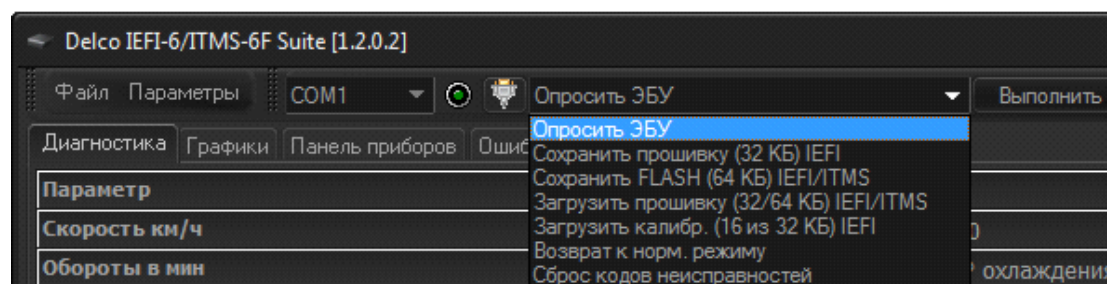 Delco IEFI-6/ITMS-6F Suite [1.2.0.2]
Файл Параметры COM1 Опросить ЭБУ Выполнить
Диагностика Графики Панель приборов
Опросить ЭБУ
Сохранить прошивку (32 КБ) IEFI
Сохранить FLASH (64 КБ) IEFI/ITMS
Загрузить прошивку (32/64 КБ) IEFI/ITMS
Загрузить калибр. (16 из 32 КБ) IEFI
Возврат к норм. режиму
Сброс кодов неисправностей
Параметр
Скорость км/ч
Обороты в мин